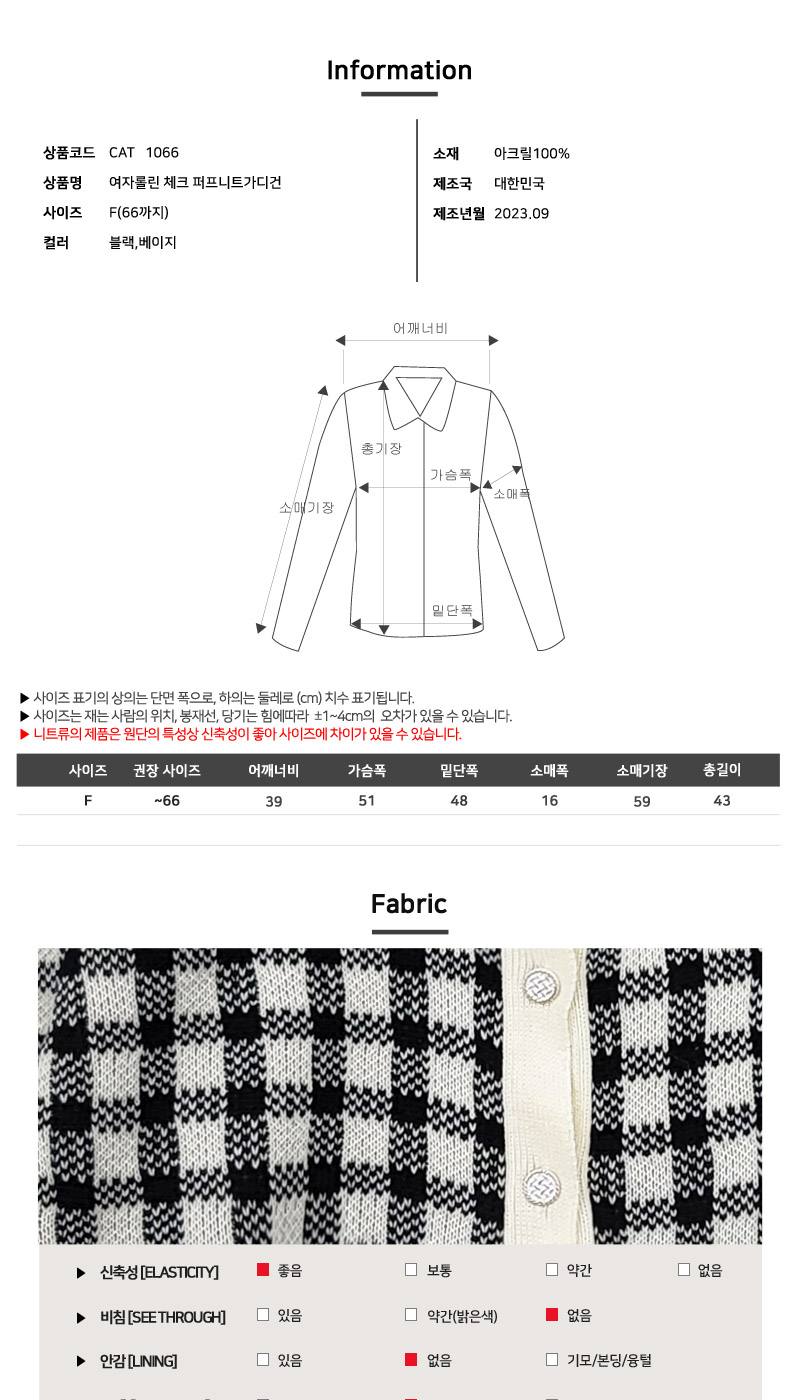 Information
상품코드 CAT 1066
상품명 여자롤린 체크 퍼프니트가디건
사이즈 F(66까지)
컬러 블랙,베이지
소재 아크릴100%
제조국 대한민국
제조년월 2023.09
어깨너비
총기장
가슴폭
소매폭
소매기장
밑단폭
▶ 사이즈 표기의 상의는 단면 폭으로, 하의는 둘레로 (cm) 치수 표기됩니다.
▶ 사이즈는 재는 사람의 위치, 봉재선, 당기는 힘에따라 ±1~4cm의 오차가 있을 수 있습니다.
▶ 니트류의 제품은 원단의 특성상 신축성이 좋아 사이즈에 차이가 있을 수 있습니다.
사이즈 권장 사이즈 어깨너비 가슴폭 밑단폭 소매폭 소매기장 총길이
F ~66 39 51 48 16 59 43
Fabric
▶ 신축성 [ELASTICITY] 좋음 보통 약간 없음
▶ 비침 [SEE THROUGH] 있음 약간(밝은색) 없음
▶ 안감 [LINING] 있음 없음 기모/본딩/융털